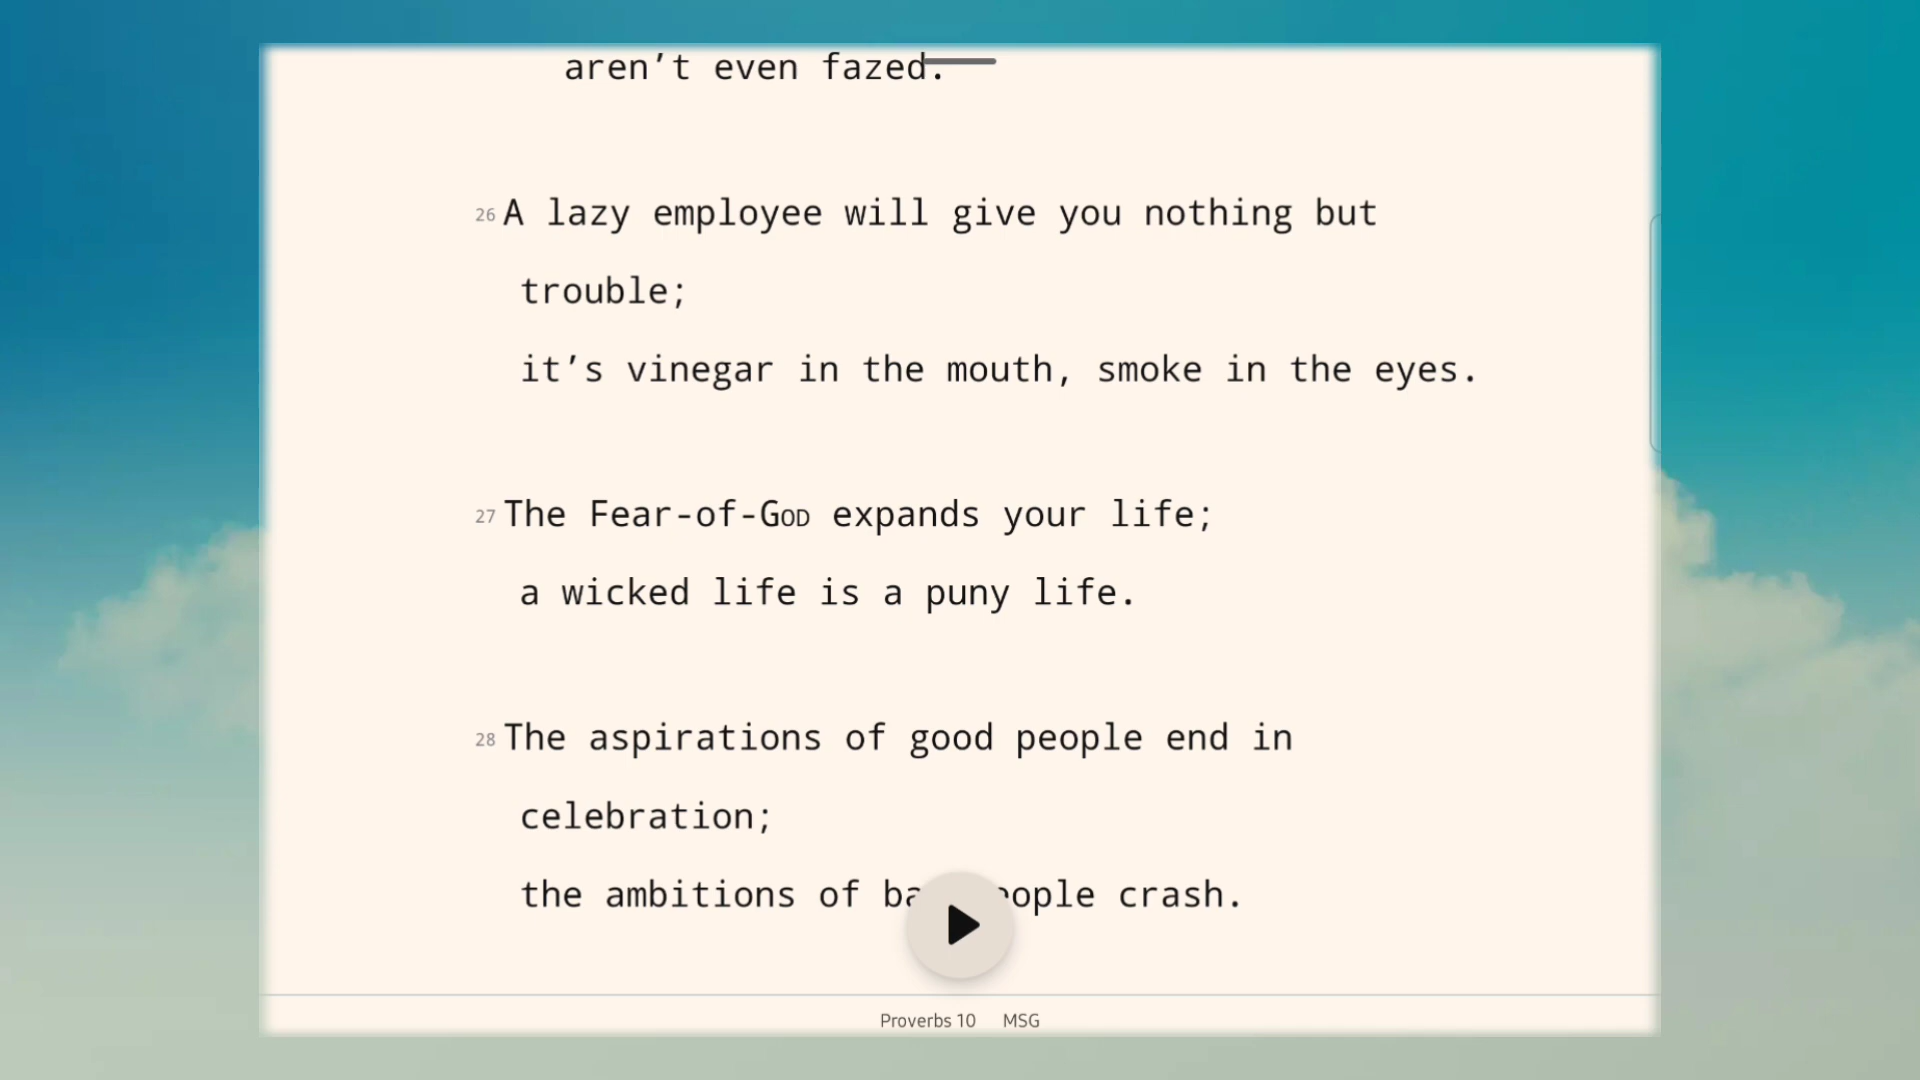 aren’t even fazed.
26 A lazy employee will give you nothing but
trouble;
it’s vinegar in the mouth, smoke in the eyes.
27 The Fear-of-GOD expands your life;
a wicked life is a puny life.
28 The aspirations of good people end in
celebration;
the ambitions of crash.
Proverbs 10 MSG